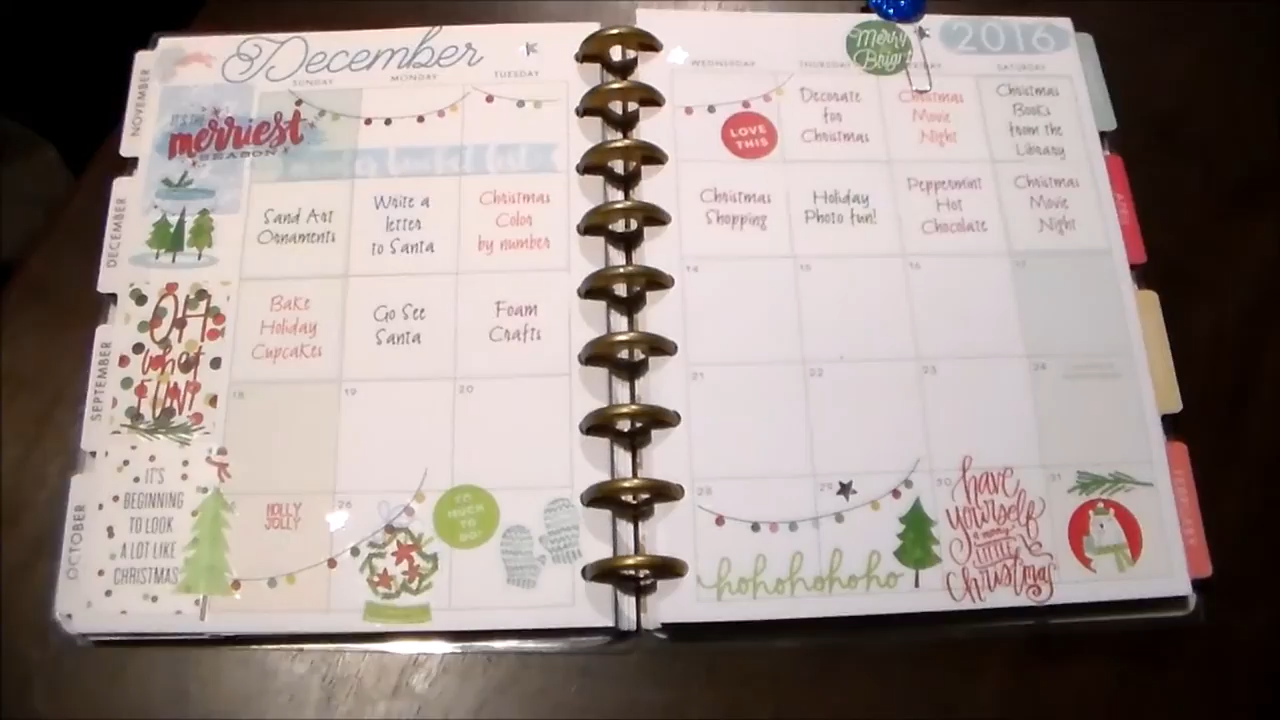 December
Merry
Bright
2016
SUNDAY
MONDAY
TUESDAY
WEDNESDAY
THURSDAY
SATURDAY
NOVEMBER
IT'S THE
merriest
SEASON
LOVE
THIS
Decorate
for
Christmas
Christmas
Movie
Night
Christmas
Books
from the
Library
DECEMBER
Sand Art
Ornaments
Write a
letter
to Santa
Christmas
Color
by number
Christmas
Shopping
Holiday
Photo fun!
Peppermint
Hot
Chocolate
Christmas
Movie
Night
APRIL
SEPTEMBER
OH
what
FUN!
Bake
Holiday
Cupcakes
Go See
Santa
Foam
Crafts
14
15
16
17
18
19
20
21
22
23
24
OCTOBER
IT'S
BEGINNING
TO LOOK
A LOT LIKE
CHRISTMAS
HOLLY
JOLLY
26
SO
MUCH
TO
DO!
28
29
hohohohoho
30
have
yourself
a merry
LITTLE
Christmas
31
FEBRUARY